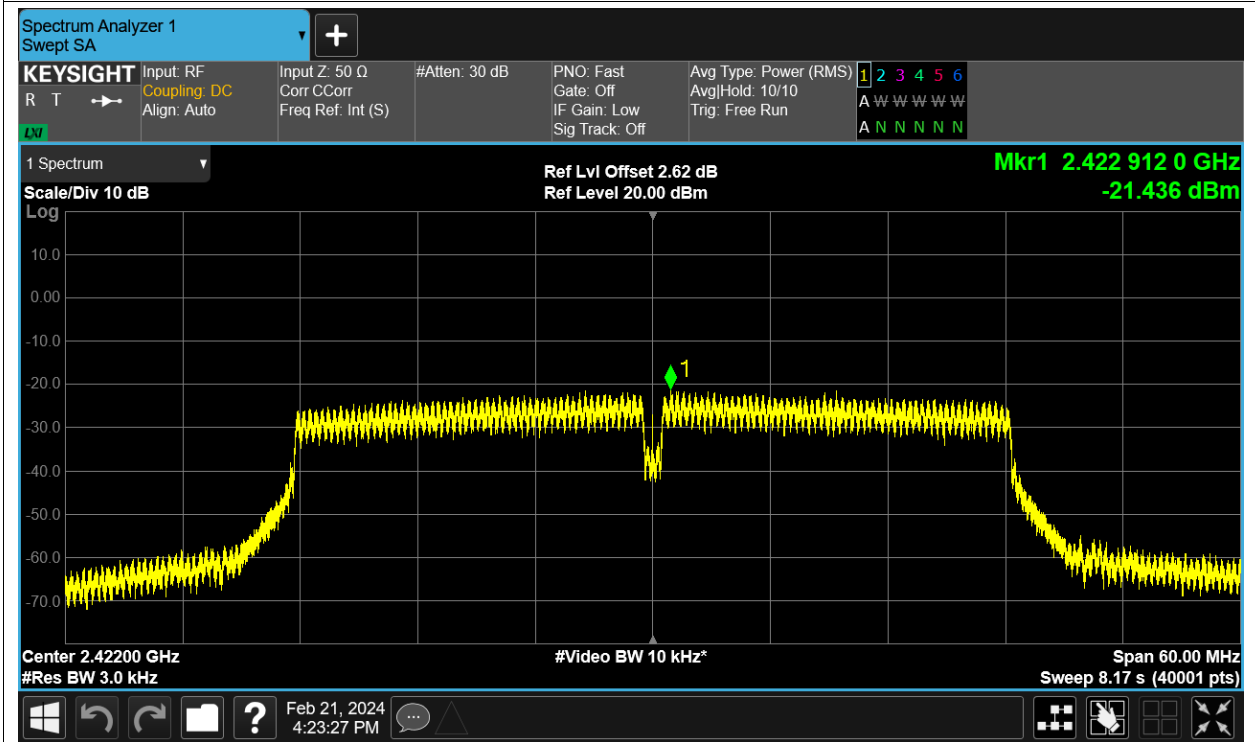 Spectrum Analyzer 1
Swept SA
KEYSIGHT
R T
LXI
Input: RF
Coupling: DC
Align: Auto
Input Z: 50 Ω
Corr CCorr
Freq Ref: Int (S)
#Atten: 30 dB
PNO: Fast
Gate: Off
IF Gain: Low
Sig Track: Off
Avg Type: Power (RMS)
Avg|Hold: 10/10
Trig: Free Run
1 2 3 4 5 6
A W W W W W
A N N N N N
1 Spectrum
Scale/Div 10 dB
Log
Ref Lvl Offset 2.62 dB
Ref Level 20.00 dBm
Mkr1 2.422 912 0 GHz
-21.436 dBm
10.0
0.00
-10.0
-20.0
-30.0
-40.0
-50.0
-60.0
-70.0
1
Center 2.42200 GHz
#Res BW 3.0 kHz
#Video BW 10 kHz*
Span 60.00 MHz
Sweep 8.17 s (40001 pts)
?
Feb 21, 2024
4:23:27 PM